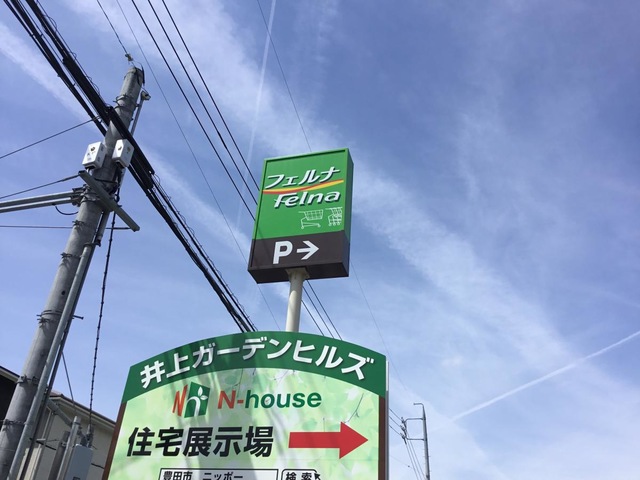 フェルナ
Felna
P→
井上ガーデンヒルズ
N-house
住宅展示場
豊田市 ニッポー 検索